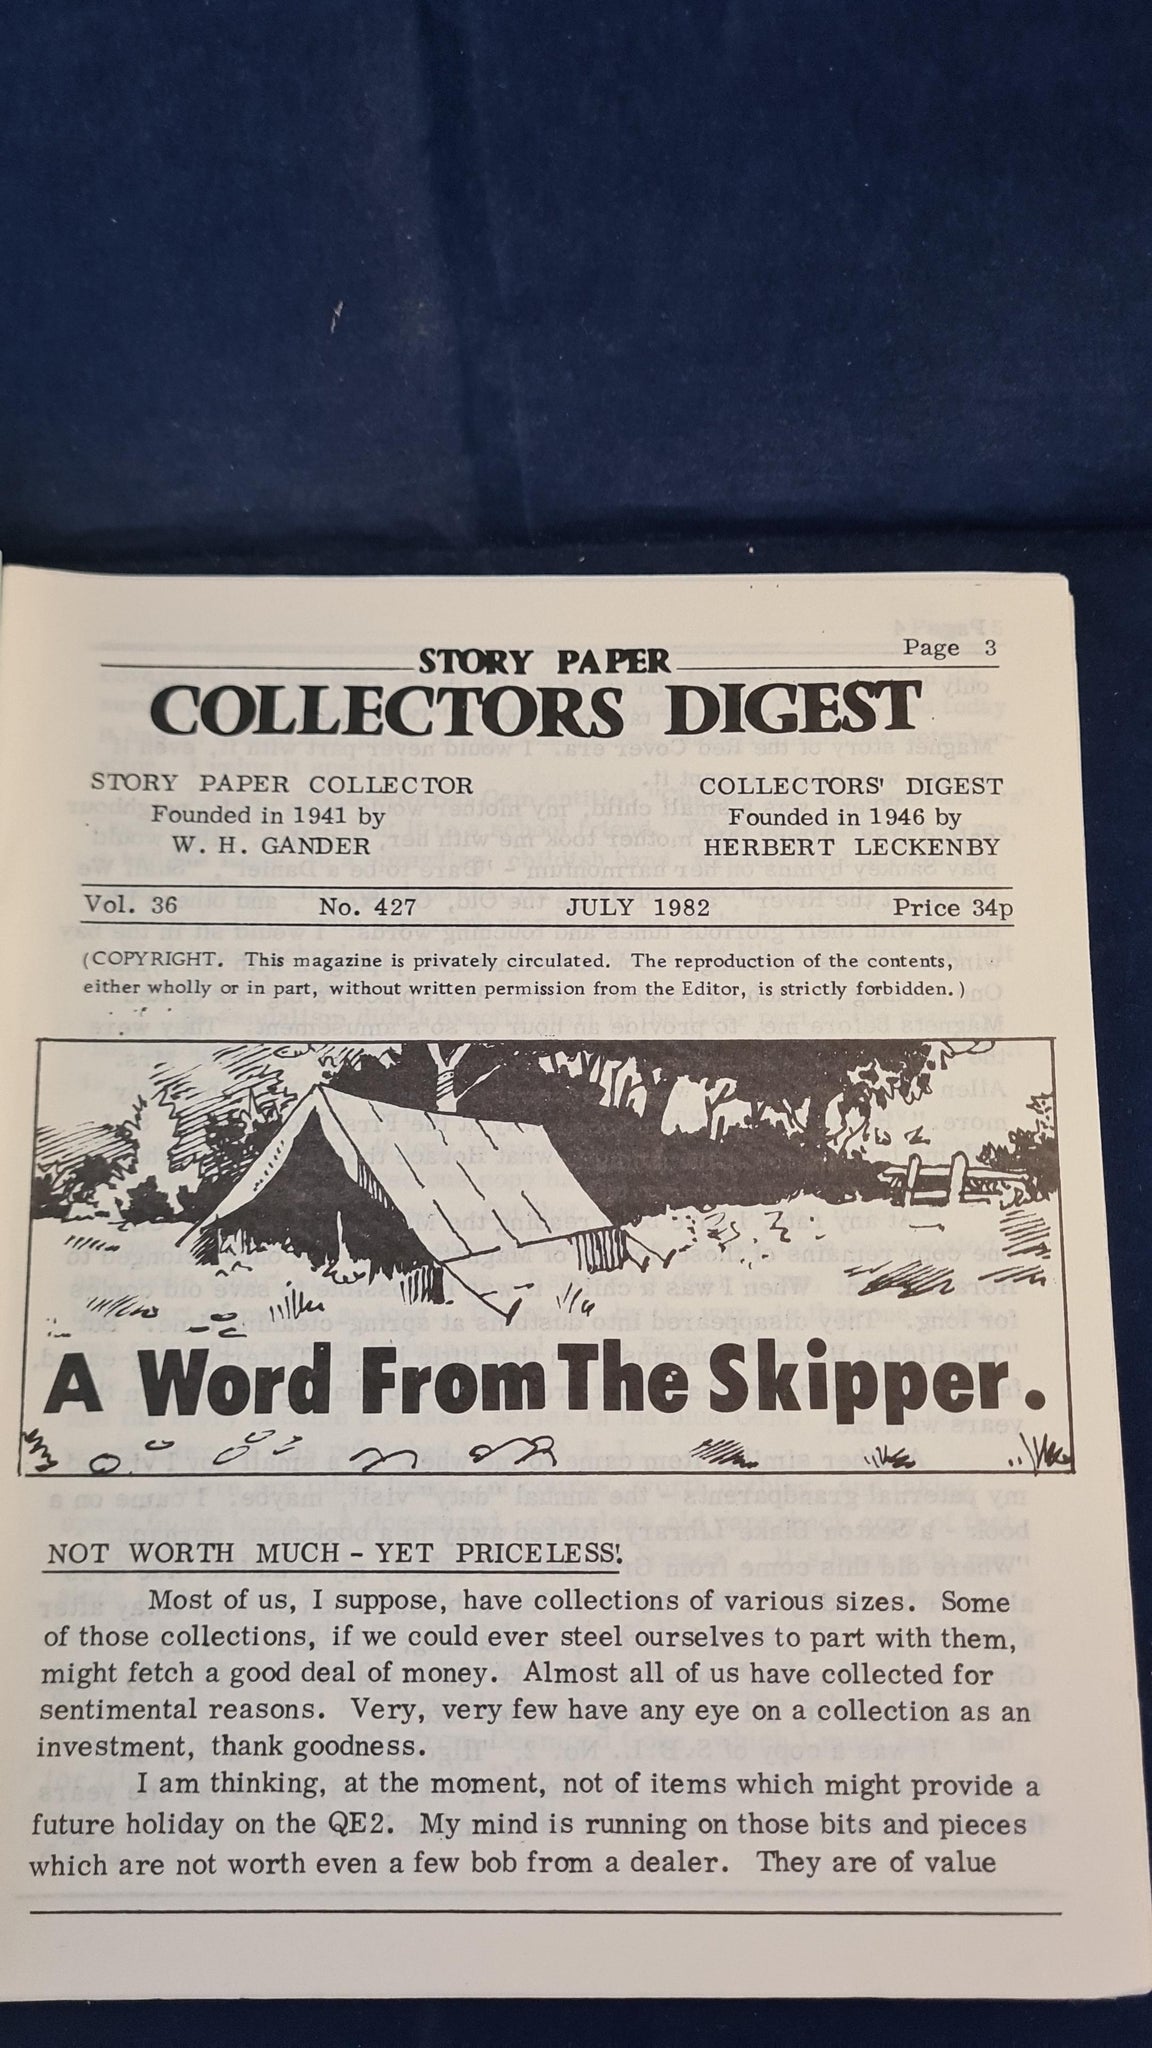 Page 3
STORY PAPER
COLLECTORS DIGEST
STORY PAPER COLLECTOR
Founded in 1941 by
W. H. GANDER
COLLECTORS' DIGEST
Founded in 1946 by
HERBERT LECKENBY
Vol. 36 No. 427 JULY 1982 Price 34p
(COPYRIGHT. This magazine is privately circulated. The reproduction of the contents,
either wholly or in part, without written permission from the Editor, is strictly forbidden.)
A Word From The Skipper.
NOT WORTH MUCH - YET PRICELESS!
Most of us, I suppose, have collections of various sizes. Some
of those collections, if we could ever steel ourselves to part with them,
might fetch a good deal of money. Almost all of us have collected for
sentimental reasons. Very, very few have any eye on a collection as an
investment, thank goodness.
I am thinking, at the moment, not of items which might provide a
future holiday on the QE2. My mind is running on those bits and pieces
which are not worth even a few bob from a dealer. They are of value